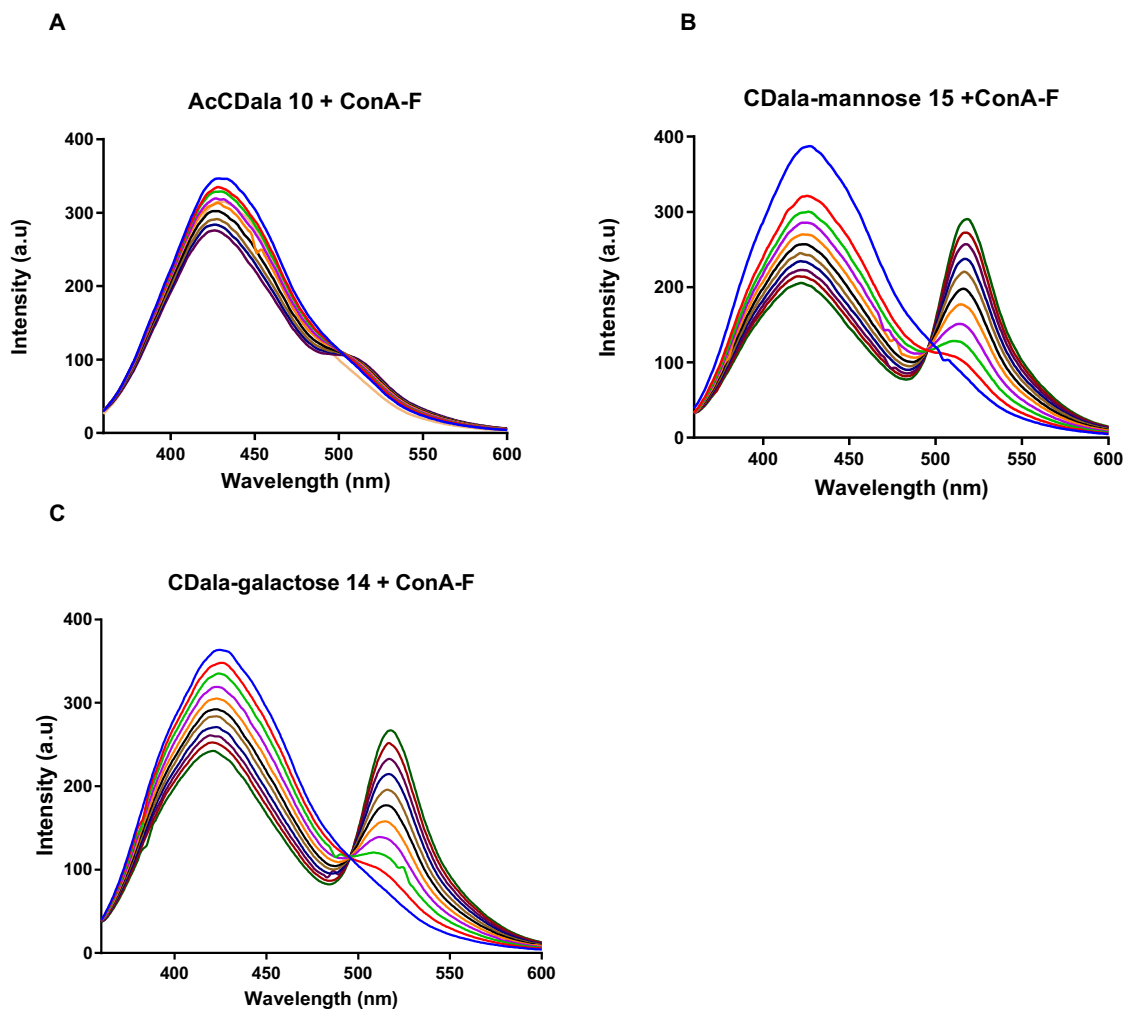 A
AcCDala 10 + ConA-F
400
300
200
100
0
400
450
500
550
600
Intensity (a.u)
Wavelength (nm)
B
CDala-mannose 15 +ConA-F
400
300
200
100
0
400
450
500
550
600
Intensity (a.u)
Wavelength (nm)
C
CDala-galactose 14 + ConA-F
400
300
200
100
0
400
450
500
550
600
Intensity (a.u)
Wavelength (nm)